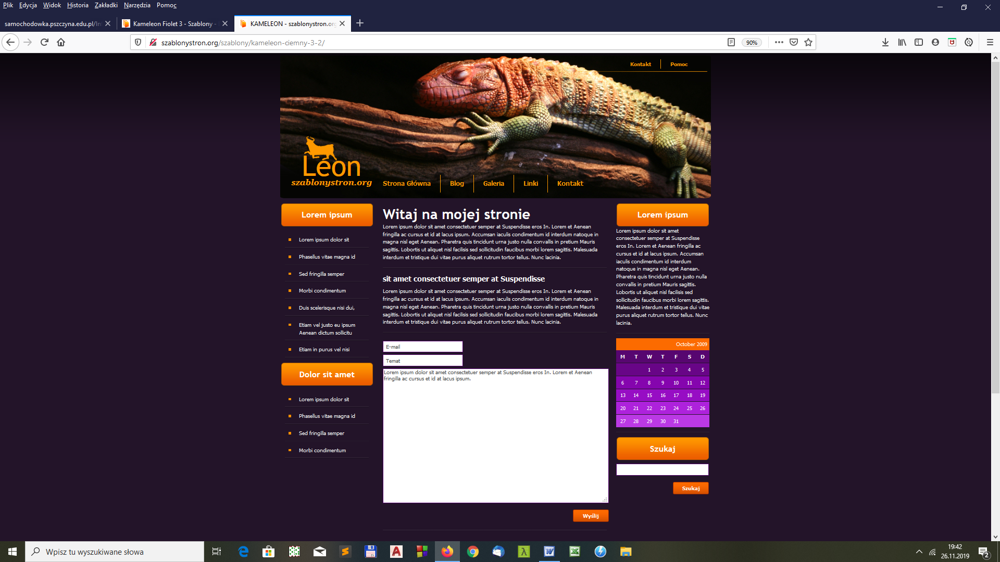 Plik Edycja Widok Historia Zakładki Narzędzia Pomoc
samochodowka.pszczyna.edu.pl/In
Kameleon Fiolet 3 - Szablony -
KAMELEON - szablonystron.org
szablonystron.org/szablony/kameleon-ciemny-3-2/
90%
Kontakt Pomoc
Leon
szablonystron.org
Strona Główna Blog Galeria Linki Kontakt
Lorem ipsum
Lorem ipsum dolor sit
Phasellus vitae magna id
Sed fringilla semper
Morbi condimentum
Duis scelerisque nisi dui,
Etiam vel justo eu ipsum
Aenean dictum sollicitu
Etiam in purus vel nisi
Dolor sit amet
Lorem ipsum dolor sit
Phasellus vitae magna id
Sed fringilla semper
Morbi condimentum
Witaj na mojej stronie
Lorem ipsum dolor sit amet consectetuer semper at Suspendisse eros In. Lorem et Aenean
fringilla ac cursus et id at lacus ipsum. Accumsan iaculis condimentum id interdum natoque in
magna nisl eget Aenean. Pharetra quis tincidunt urna justo nulla convallis in pretium Mauris
sagittis. Lobortis ut aliquet nisl facilisis sed sollicitudin faucibus morbi lorem sagittis. Malesuada
interdum et tristique dui vitae purus aliquet rutrum tortor tellus. Nunc lacinia.
sit amet consectetuer semper at Suspendisse
Lorem ipsum dolor sit amet consectetuer semper at Suspendisse eros In. Lorem et Aenean
fringilla ac cursus et id at lacus ipsum. Accumsan iaculis condimentum id interdum natoque in
magna nisl eget Aenean. Pharetra quis tincidunt urna justo nulla convallis in pretium Mauris
sagittis. Lobortis ut aliquet nisl facilisis sed sollicitudin faucibus morbi lorem sagittis. Malesuada
interdum et tristique dui vitae purus aliquet rutrum tortor tellus. Nunc lacinia.
E-mail
Temat
Lorem ipsum dolor sit amet consectetuer semper at Suspendisse eros In. Lorem et Aenean
fringilla ac cursus et id at lacus ipsum.
Wyślij
Lorem ipsum
Lorem ipsum dolor sit amet
consectetuer semper at Suspendisse
eros In. Lorem et Aenean fringilla ac
cursus et id at lacus ipsum. Accumsan
iaculis condimentum id interdum
natoque in magna nisl eget Aenean.
Pharetra quis tincidunt urna justo nulla
convallis in pretium Mauris sagittis.
Lobortis ut aliquet nisl facilisis sed
sollicitudin faucibus morbi lorem sagittis.
Malesuada interdum et tristique dui vitae
purus aliquet rutrum tortor tellus. Nunc
lacinia.
October 2009
M T W T F S D
1 2 3 4 5
6 7 8 9 10 11 12
13 14 15 16 17 18 19
20 21 22 23 24 25 26
27 28 29 30 31
Szukaj
Szukaj
Wpisz tu wyszukiwane słowa
19:42
26.11.2019
2